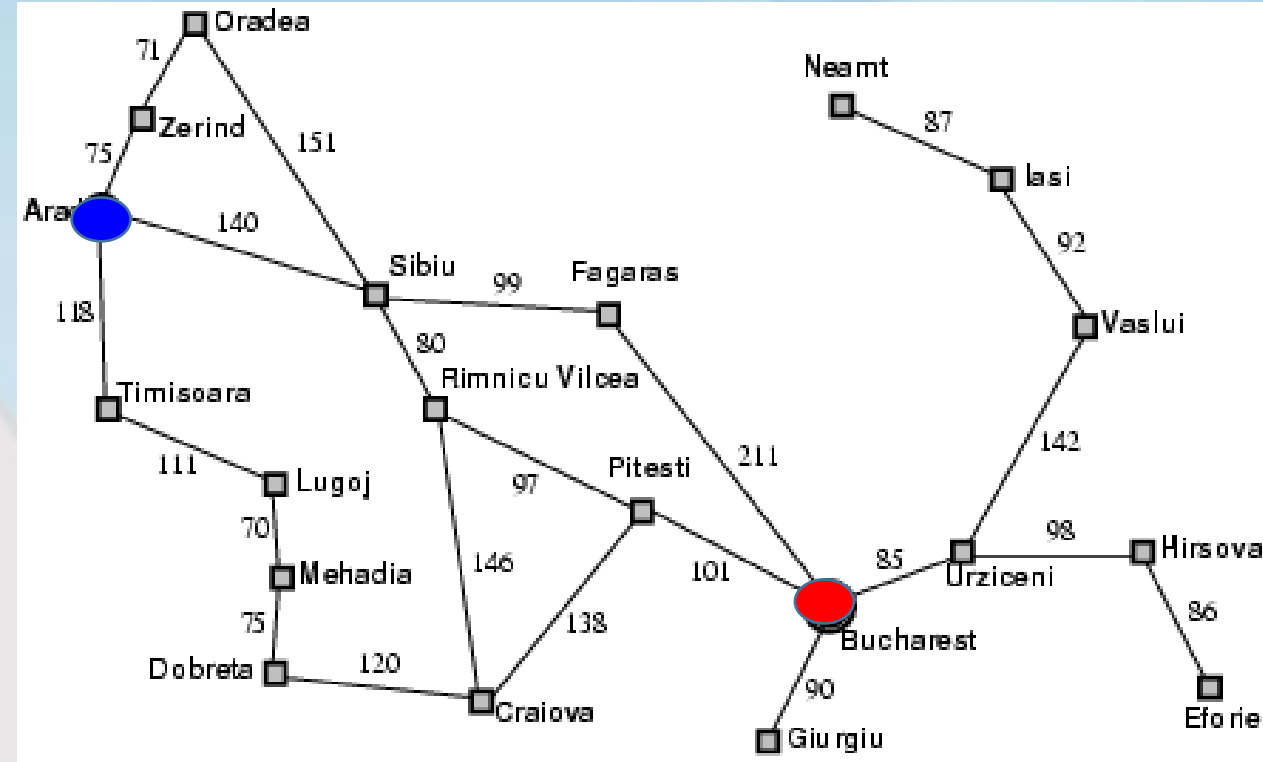 Oradea
71
Neamt
87
Zerind
151
75
Iasi
Arad
140
92
Sibiu
Fagaras
99
118
Vaslui
80
Rimnicu Vilcea
Timisoara
142
211
111
Pitesti
Lugoj
97
70
98
Hirsova
85
Urziceni
146
101
Mehadia
86
75
138
Bucharest
Dobreta
120
90
Craiova
Eforie
Giurgiu